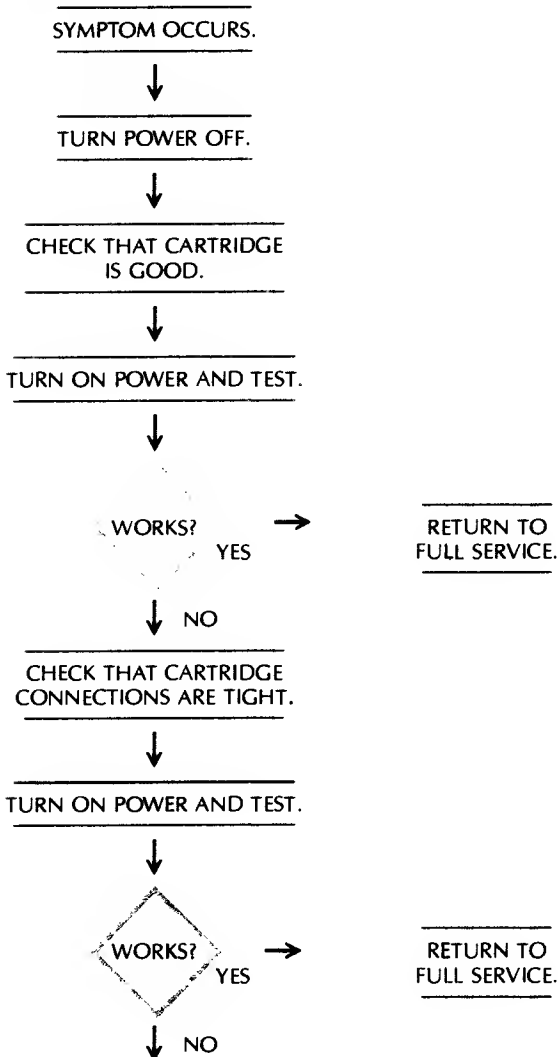 SYMPTOM OCCURS.
TURN POWER OFF.
CHECK THAT CARTRIDGE
IS GOOD.
TURN ON POWER AND TEST.
WORKS?
YES
RETURN TO
FULL SERVICE.
NO
CHECK THAT CARTRIDGE
CONNECTIONS ARE TIGHT.
TURN ON POWER AND TEST.
WORKS?
YES
RETURN TO
FULL SERVICE.
NO